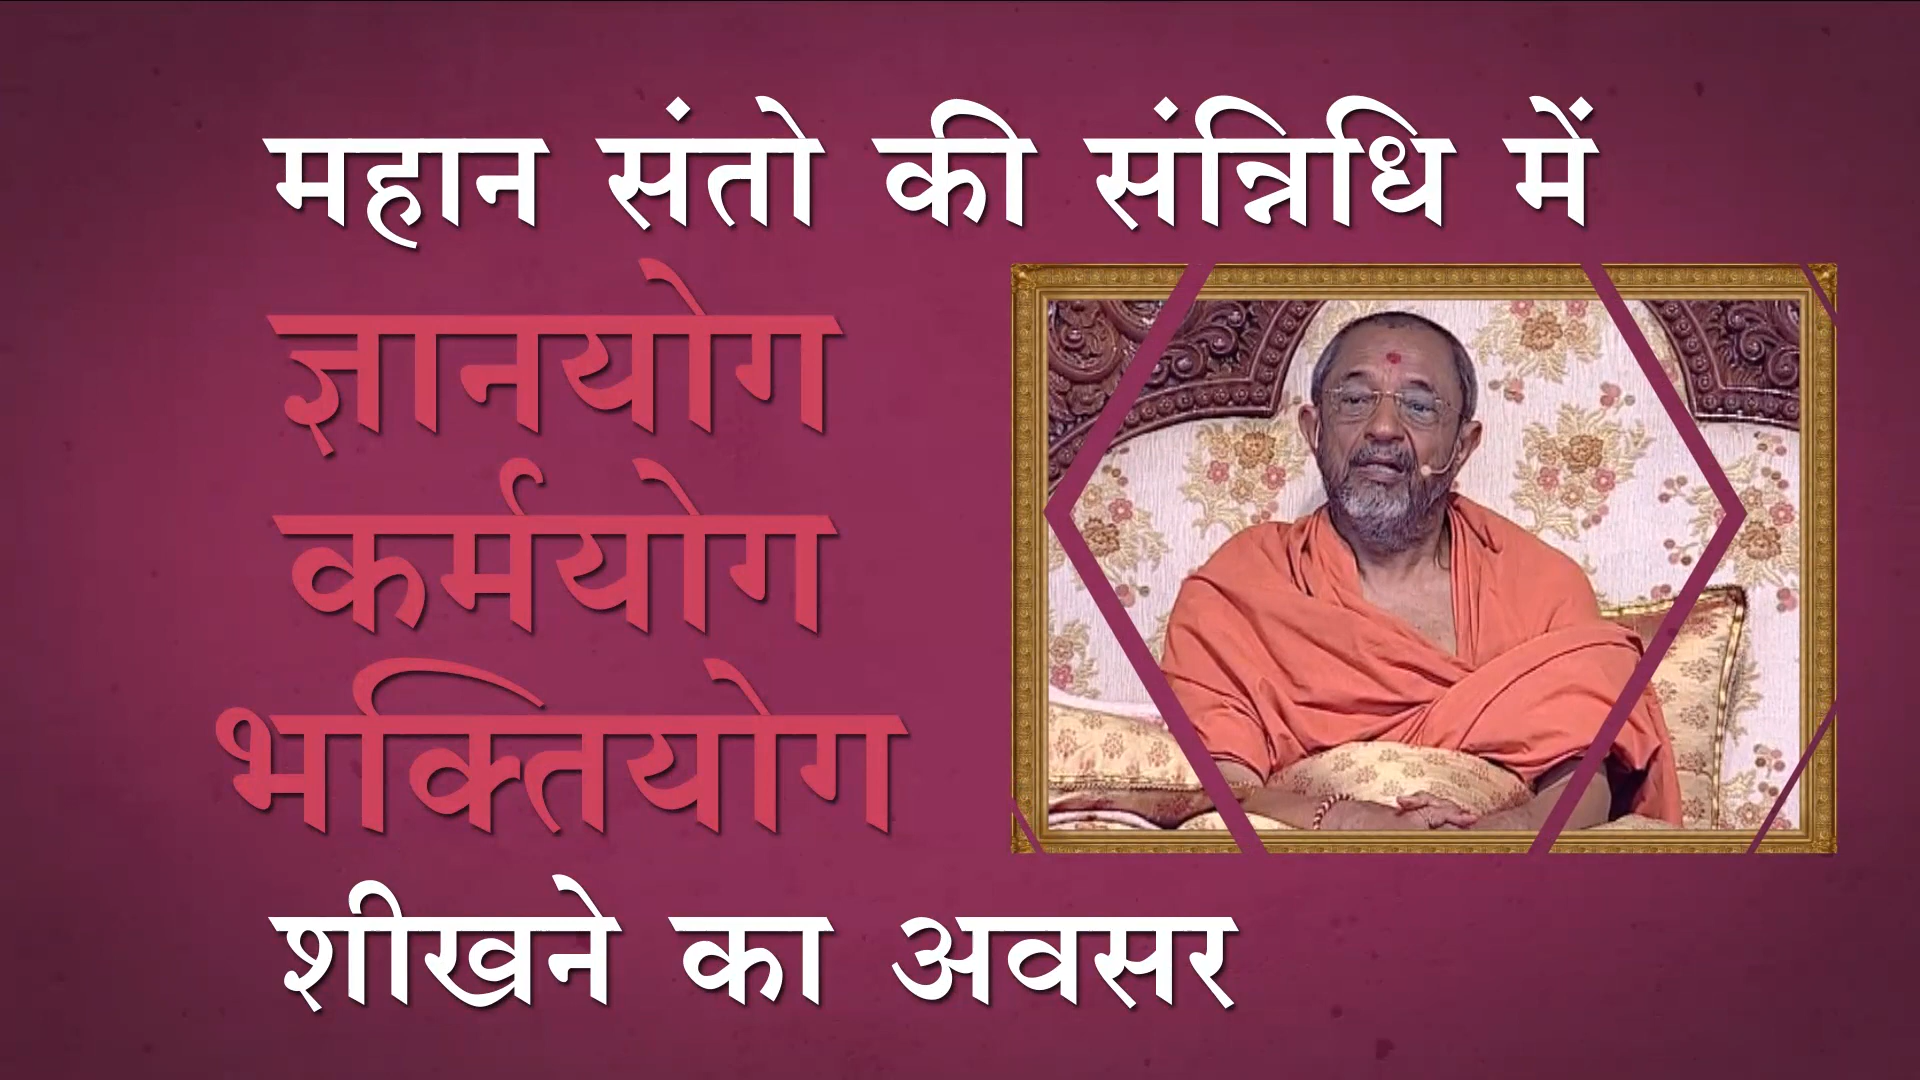 महान संतो की संन्निधि में
ज्ञानयोग
कर्मयोग
भक्तियोग
शीखने का अवसर